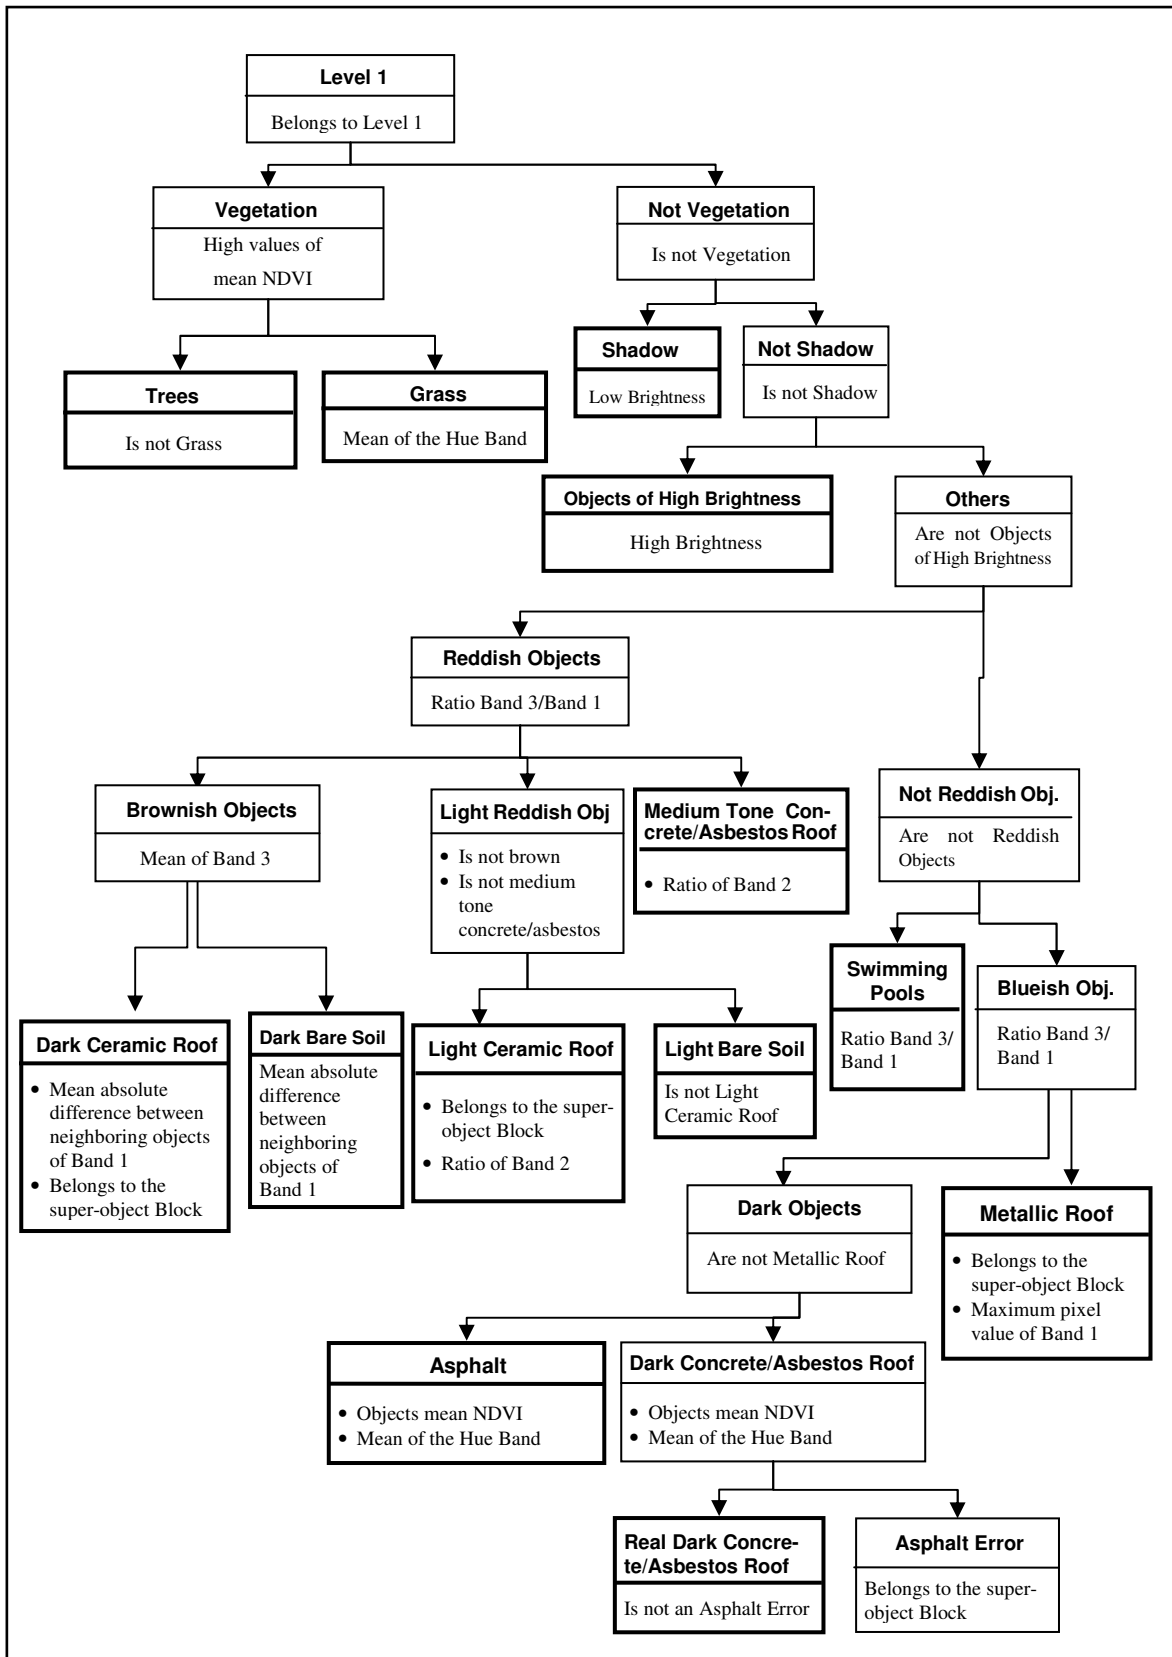 Level 1
Belongs to Level 1
Vegetation
High values of
mean NDVI
Not Vegetation
Is not Vegetation
Trees
Is not Grass
Grass
Mean of the Hue Band
Shadow
Low Brightness
Not Shadow
Is not Shadow
Objects of High Brightness
High Brightness
Others
Are not Objects
of High Brightness
Reddish Objects
Ratio Band 3/Band 1
Brownish Objects
Mean of Band 3
Light Reddish Obj
• Is not brown
• Is not medium
tone
concrete/asbestos
Medium Tone Con-
crete/Asbestos Roof
• Ratio of Band 2
Not Reddish Obj.
Are not Reddish
Objects
Swimming
Pools
Ratio Band 3/
Band 1
Blueish Obj.
Ratio Band 3/
Band 1
Dark Ceramic Roof
• Mean absolute
difference between
neighboring objects
of Band 1
• Belongs to the
super-object Block
Dark Bare Soil
Mean absolute
difference
between
neighboring
objects of
Band 1
Light Ceramic Roof
• Belongs to the super-
object Block
• Ratio of Band 2
Light Bare Soil
Is not Light
Ceramic Roof
Dark Objects
Are not Metallic Roof
Metallic Roof
• Belongs to the
super-object Block
• Maximum pixel
value of Band 1
Asphalt
• Objects mean NDVI
• Mean of the Hue Band
Dark Concrete/Asbestos Roof
• Objects mean NDVI
• Mean of the Hue Band
Real Dark Concre-
te/Asbestos Roof
Is not an Asphalt Error
Asphalt Error
Belongs to the super-
object Block